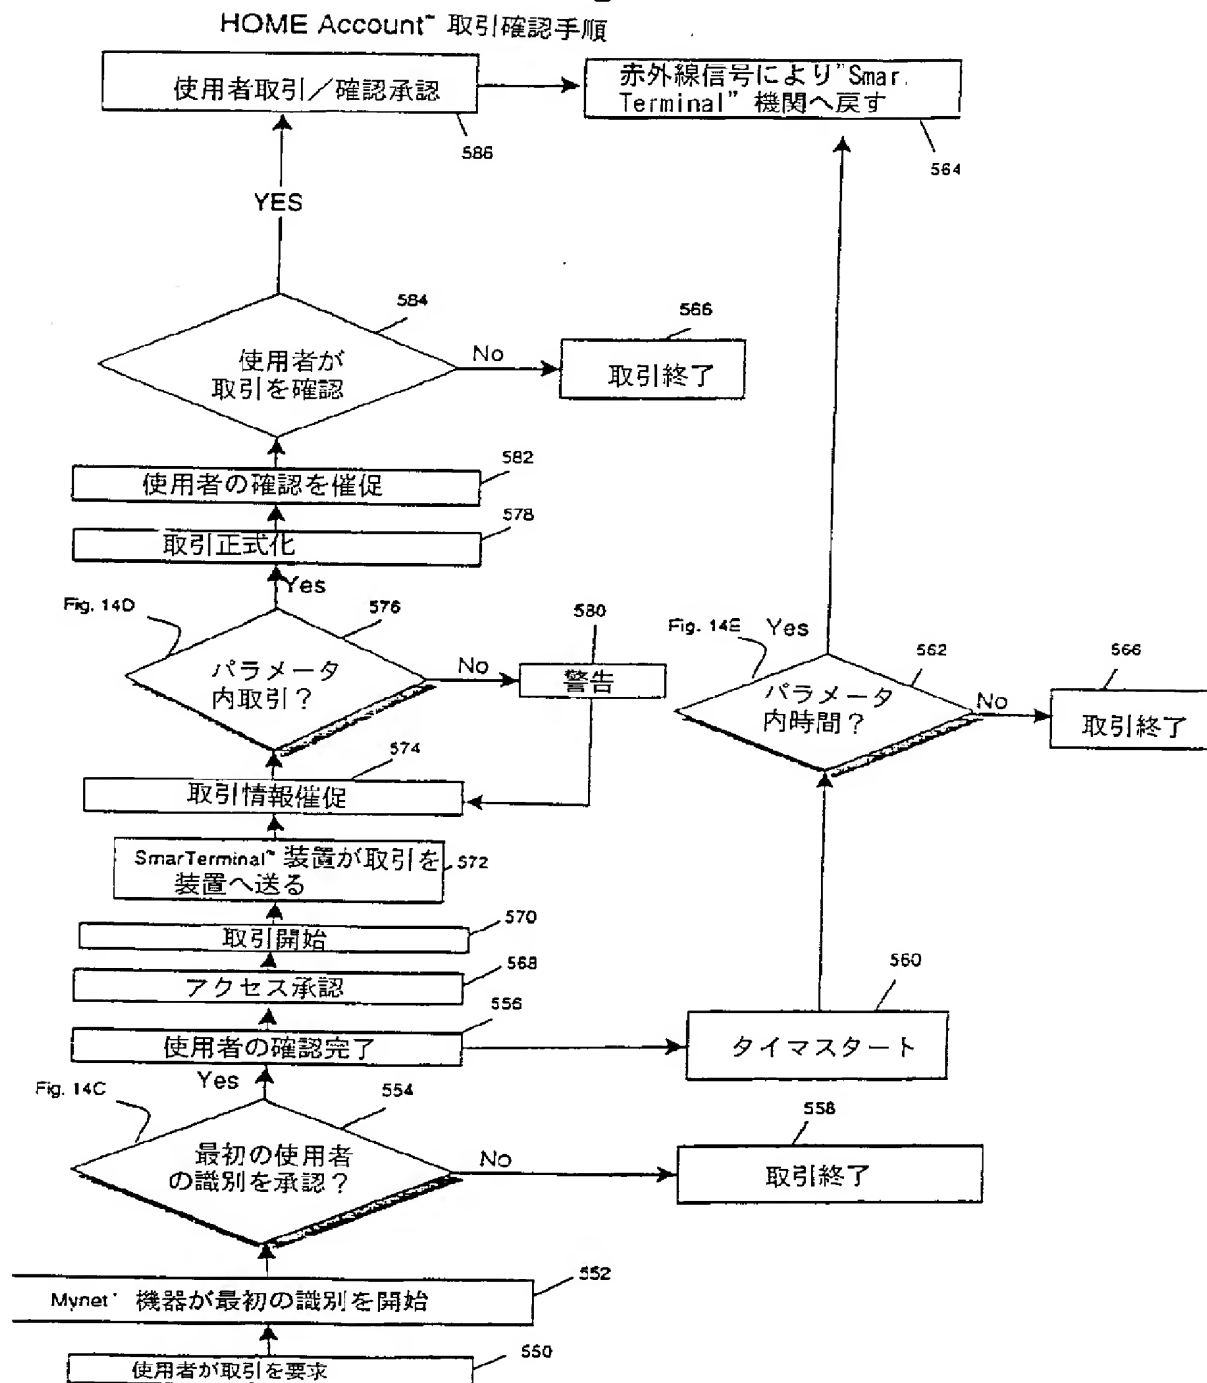 HOME Account™ 取引確認手順
使用者取引／確認承認
586
赤外線信号により"Smar.
Terminal" 機関へ戻す
564
YES
584
使用者が
取引を確認
No
566
取引終了
582
使用者の確認を催促
578
取引正式化
Yes
Fig. 14D
576
パラメータ
内取引？
No
580
警告
Fig. 14E
Yes
562
パラメータ
内時間？
No
566
取引終了
574
取引情報催促
SmarTerminal™ 装置が取引を
装置へ送る
572
570
取引開始
568
アクセス承認
556
使用者の確認完了
560
タイマスタート
Yes
Fig. 14C
554
最初の使用者
の識別を承認？
No
558
取引終了
552
Mynet 機器が最初の識別を開始
550
使用者が取引を要求